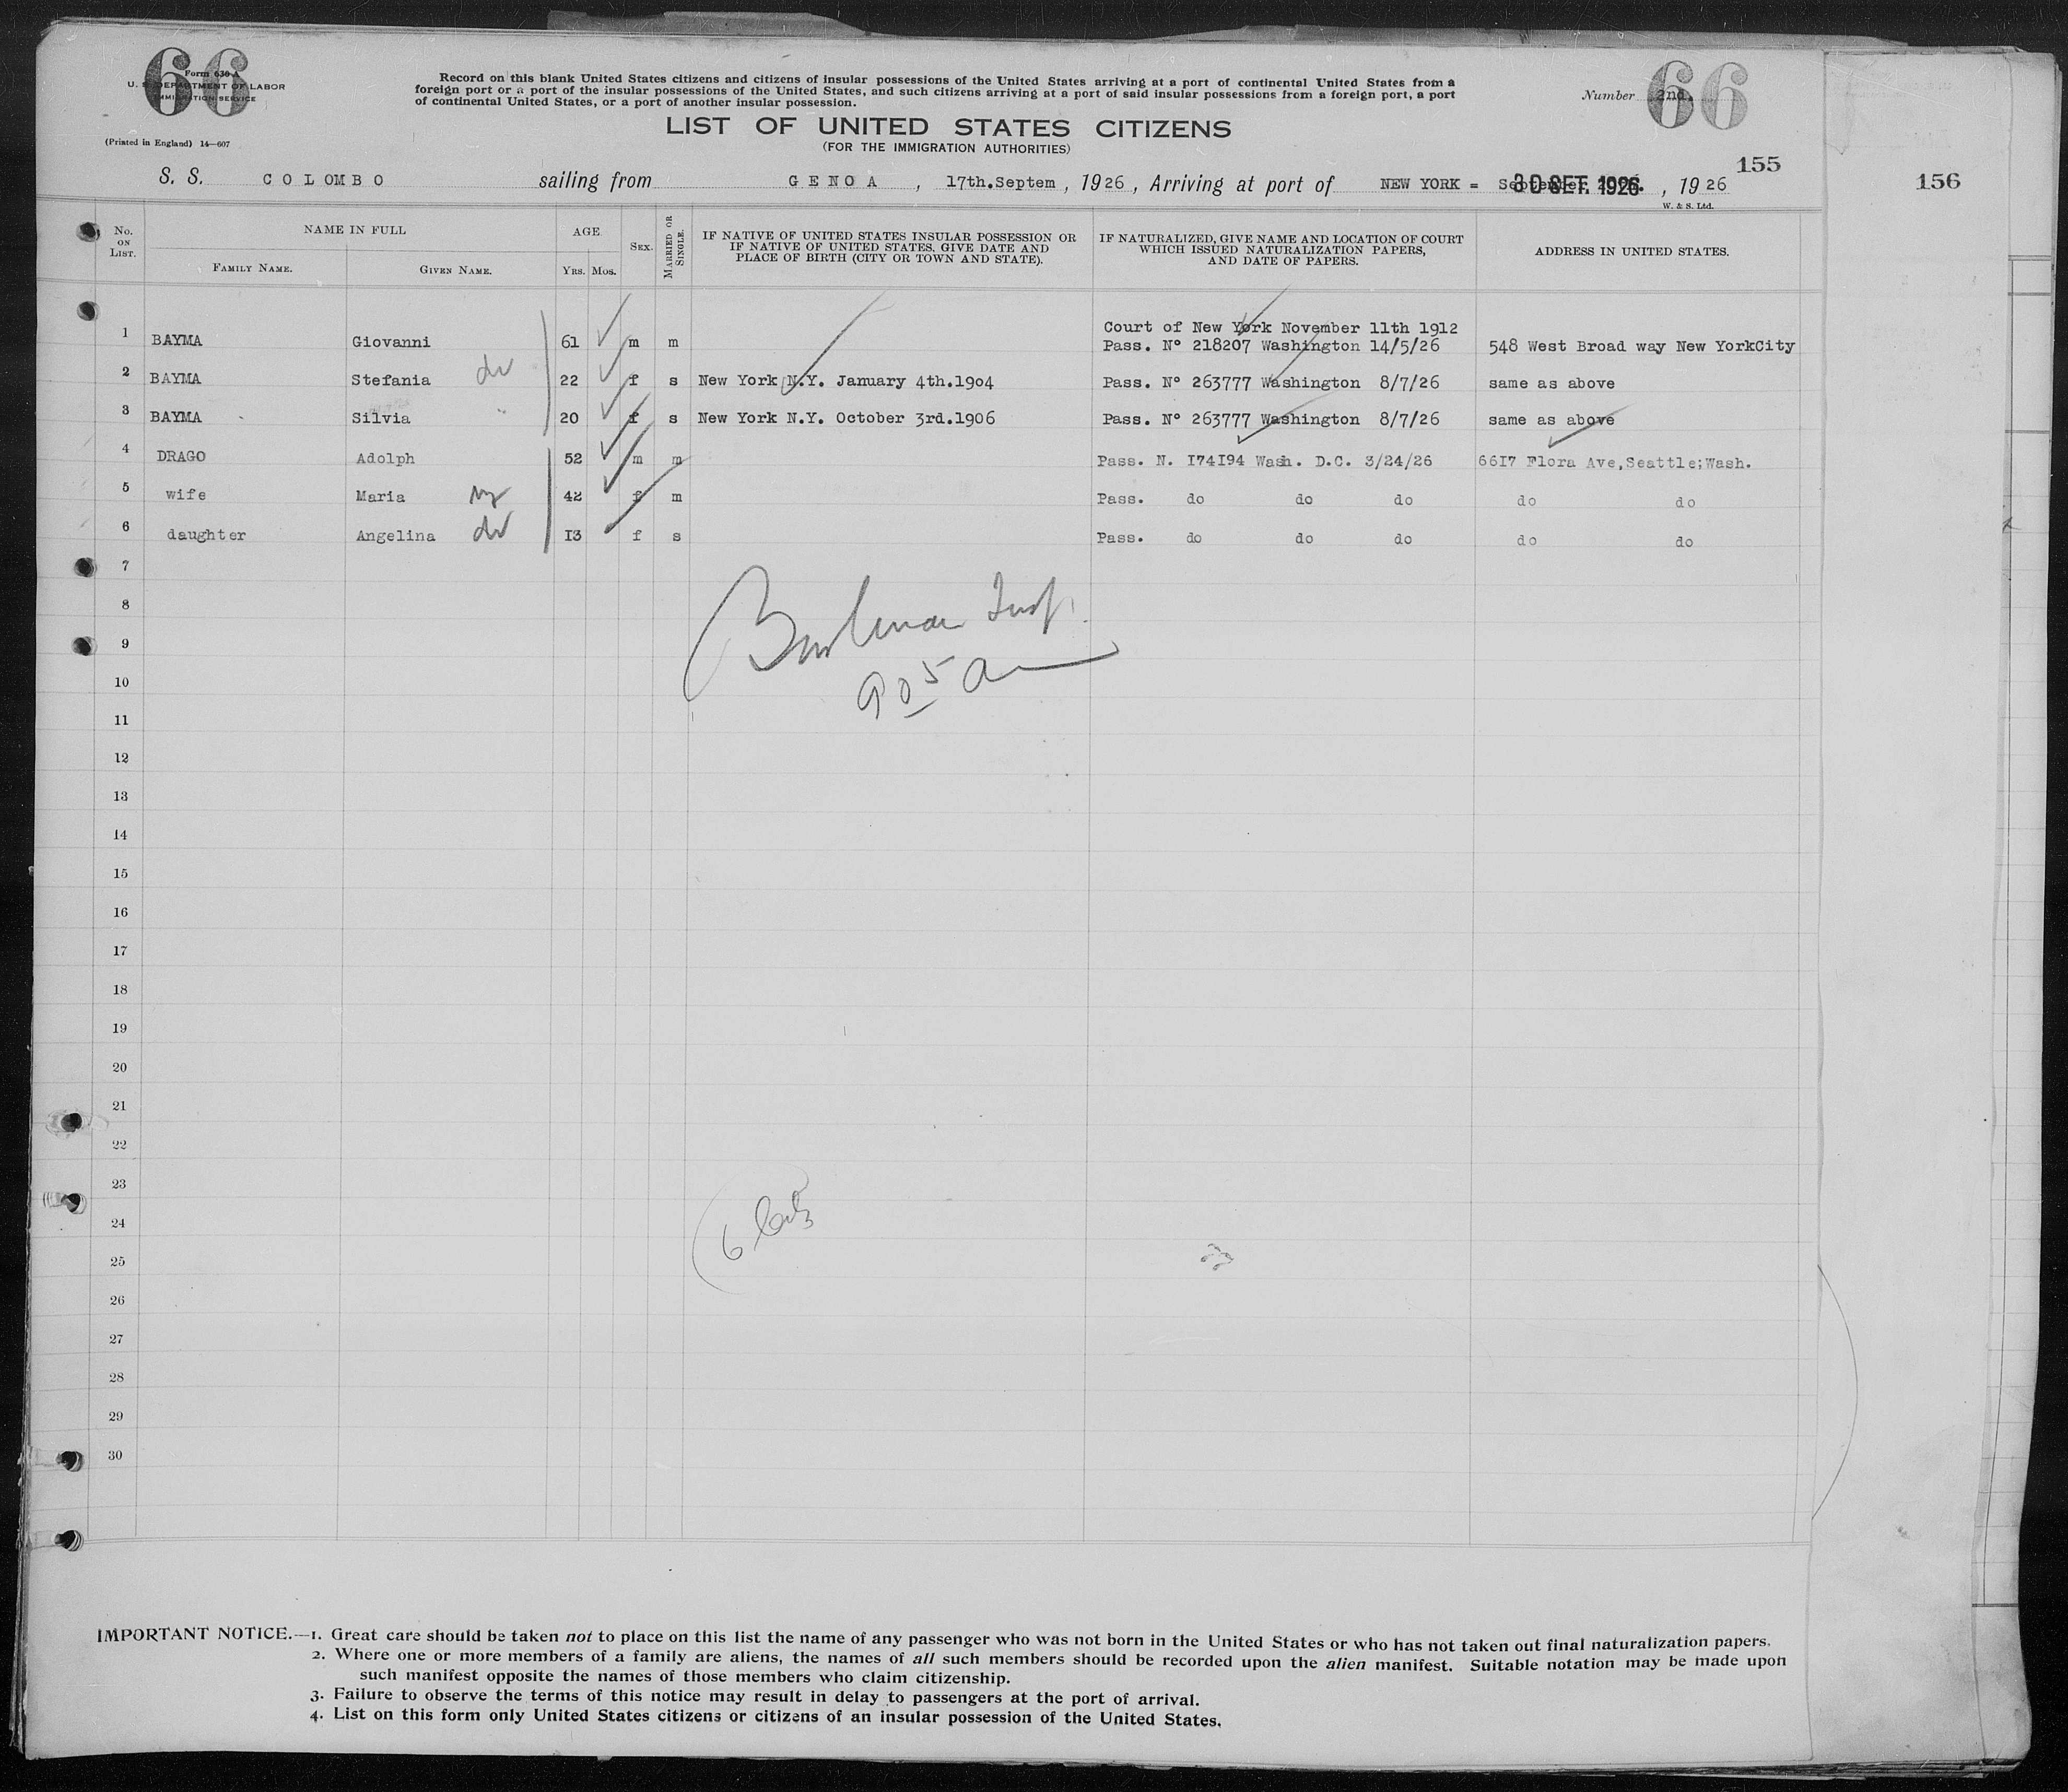 66
Form 630 A
U. S. DEPARTMENT OF LABOR
IMMIGRATION SERVICE
(Printed in England) 14—607
Record on this blank United States citizens and citizens of insular possessions of the United States arriving at a port of continental United States from a
foreign port or a port of the insular possessions of the United States, and such citizens arriving at a port of said insular possessions from a foreign port, a port
of continental United States, or a port of another insular possession.
Number 2nd. 66
LIST OF UNITED STATES CITIZENS
(FOR THE IMMIGRATION AUTHORITIES)
155
156
S. S. COLOMBO sailing from GENOA , 17th.Septem , 1926 , Arriving at port of NEW YORK = 30 SET. 1926 , 1926
W. & S. Ltd.
No. ON LIST. NAME IN FULL AGE SEX. MARRIED OR SINGLE. IF NATIVE OF UNITED STATES INSULAR POSSESSION OR IF NATIVE OF UNITED STATES, GIVE DATE AND PLACE OF BIRTH (CITY OR TOWN AND STATE). IF NATURALIZED, GIVE NAME AND LOCATION OF COURT WHICH ISSUED NATURALIZATION PAPERS, AND DATE OF PAPERS. ADDRESS IN UNITED STATES.
FAMILY NAME. GIVEN NAME. YRS. MOS.
Court of New York November 11th 1912
1 BAYMA Giovanni 61 m m Pass. N° 218207 Washington 14/5/26 548 West Broad way New YorkCity
2 BAYMA Stefania 22 f s New York N.Y. January 4th.1904 Pass. N° 263777 Washington 8/7/26 same as above
3 BAYMA Silvia 20 f s New York N.Y. October 3rd.1906 Pass. N° 263777 Washington 8/7/26 same as above
4 DRAGO Adolph 52 m m Pass. N. I74I94 Wash. D.C. 3/24/26 66I7 Flora Ave,Seattle;Wash.
5 wife Maria 42 f m Pass. do do do do do
6 daughter Angelina I3 f s Pass. do do do do do
7
8
9
10
905 a
11
12
13
14
15
16
17
18
19
20
21
22
23
24
6
25
26
27
28
29
30
IMPORTANT NOTICE.—1. Great care should be taken not to place on this list the name of any passenger who was not born in the United States or who has not taken out final naturalization papers.
2. Where one or more members of a family are aliens, the names of all such members should be recorded upon the alien manifest. Suitable notation may be made upon
such manifest opposite the names of those members who claim citizenship.
3. Failure to observe the terms of this notice may result in delay to passengers at the port of arrival.
4. List on this form only United States citizens or citizens of an insular possession of the United States.